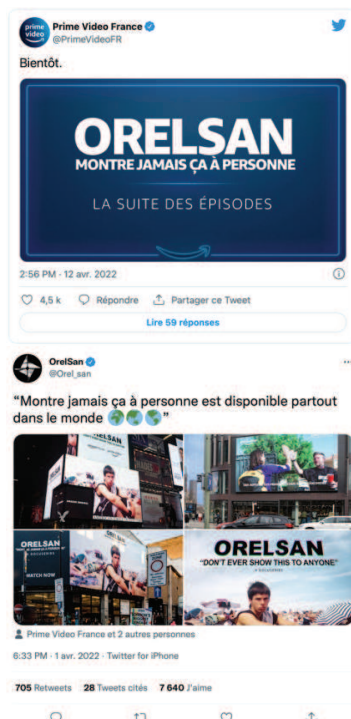 prime
video
Prime Video France
@PrimeVideoFR
Bientôt.
ORELSAN
MONTRE JAMAIS ÇA À PERSONNE
LA SUITE DES ÉPISODES
2:56 PM · 12 avr. 2022
4,5 k Répondre Partager ce Tweet
Lire 59 réponses
OrelSan
@Orel_san
...
“Montre jamais ça à personne est disponible partout
dans le monde 🌍🌎🌏”
ORELSAN
ORELSAN
WATCH NOW
ORELSAN
"DON'T EVER SHOW THIS TO ANYONE"
Prime Video France et 2 autres personnes
6:33 PM · 1 avr. 2022 · Twitter for iPhone
705 Retweets 28 Tweets cités 7 640 J'aime